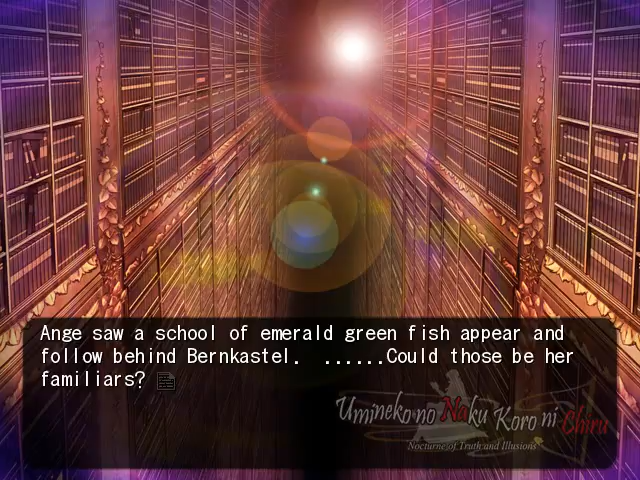 Ange saw a school of emerald green fish appear and
follow behind Bernkastel.  ......Could those be her
familiars?
Umineko no Naku Koro ni Chiru
Nocturne of Truth and Illusions